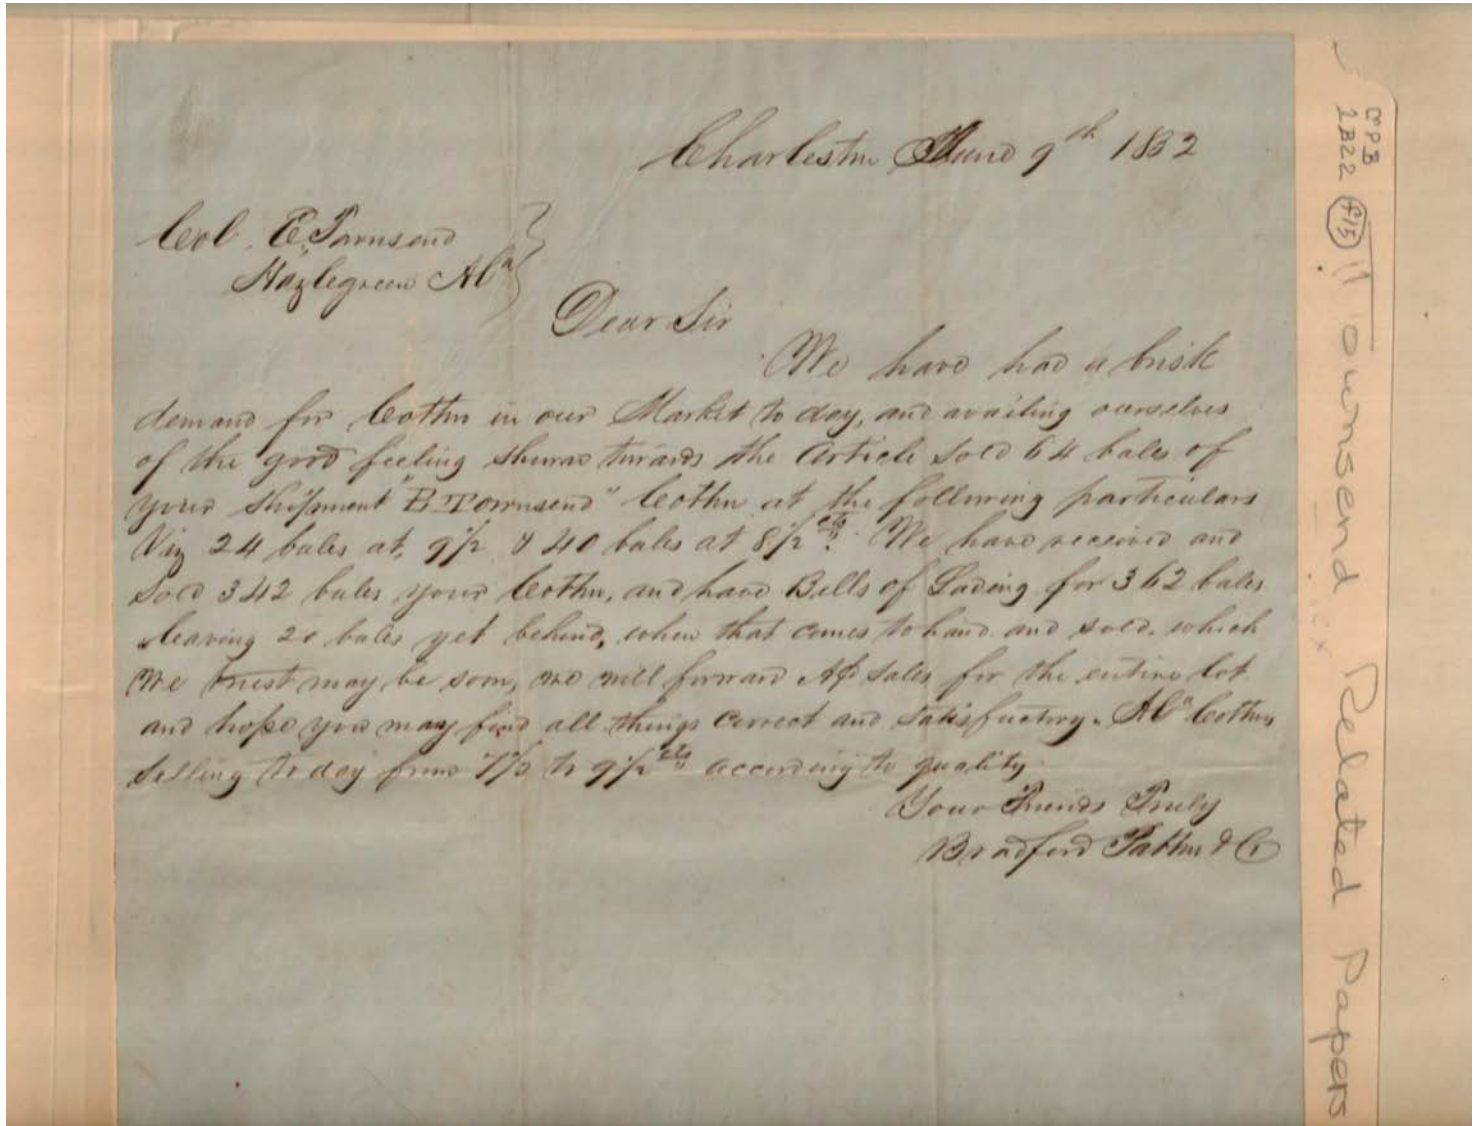 Charleston June 9th 1852
Col. E. Townsend
Hazlegreen Ala
Dear Sir
We have had a brisk
demand for Cotton in our Market to day, and availing ourselves
of the good feeling shewn towards the article sold 64 bales of
your shipment "E Townsend" Cotton at the following particulars
Viz 24 bales at 9½ & 40 bales at 8½ cts. We have received and
sold 342 bales your Cotton, and have Bills of Lading for 362 bales
leaving 20 bales yet behind, when that comes to hand and sold, which
we trust may be soon, we will forward A/c Sales for the entire lot
and hope you may find all things correct and satisfactory. Ala Cotton
selling to day from to 9½ cts according to quality.
Your Friends Truly
Bradford Patton & Co
MPB
1B22 f15
Townsend Related Papers